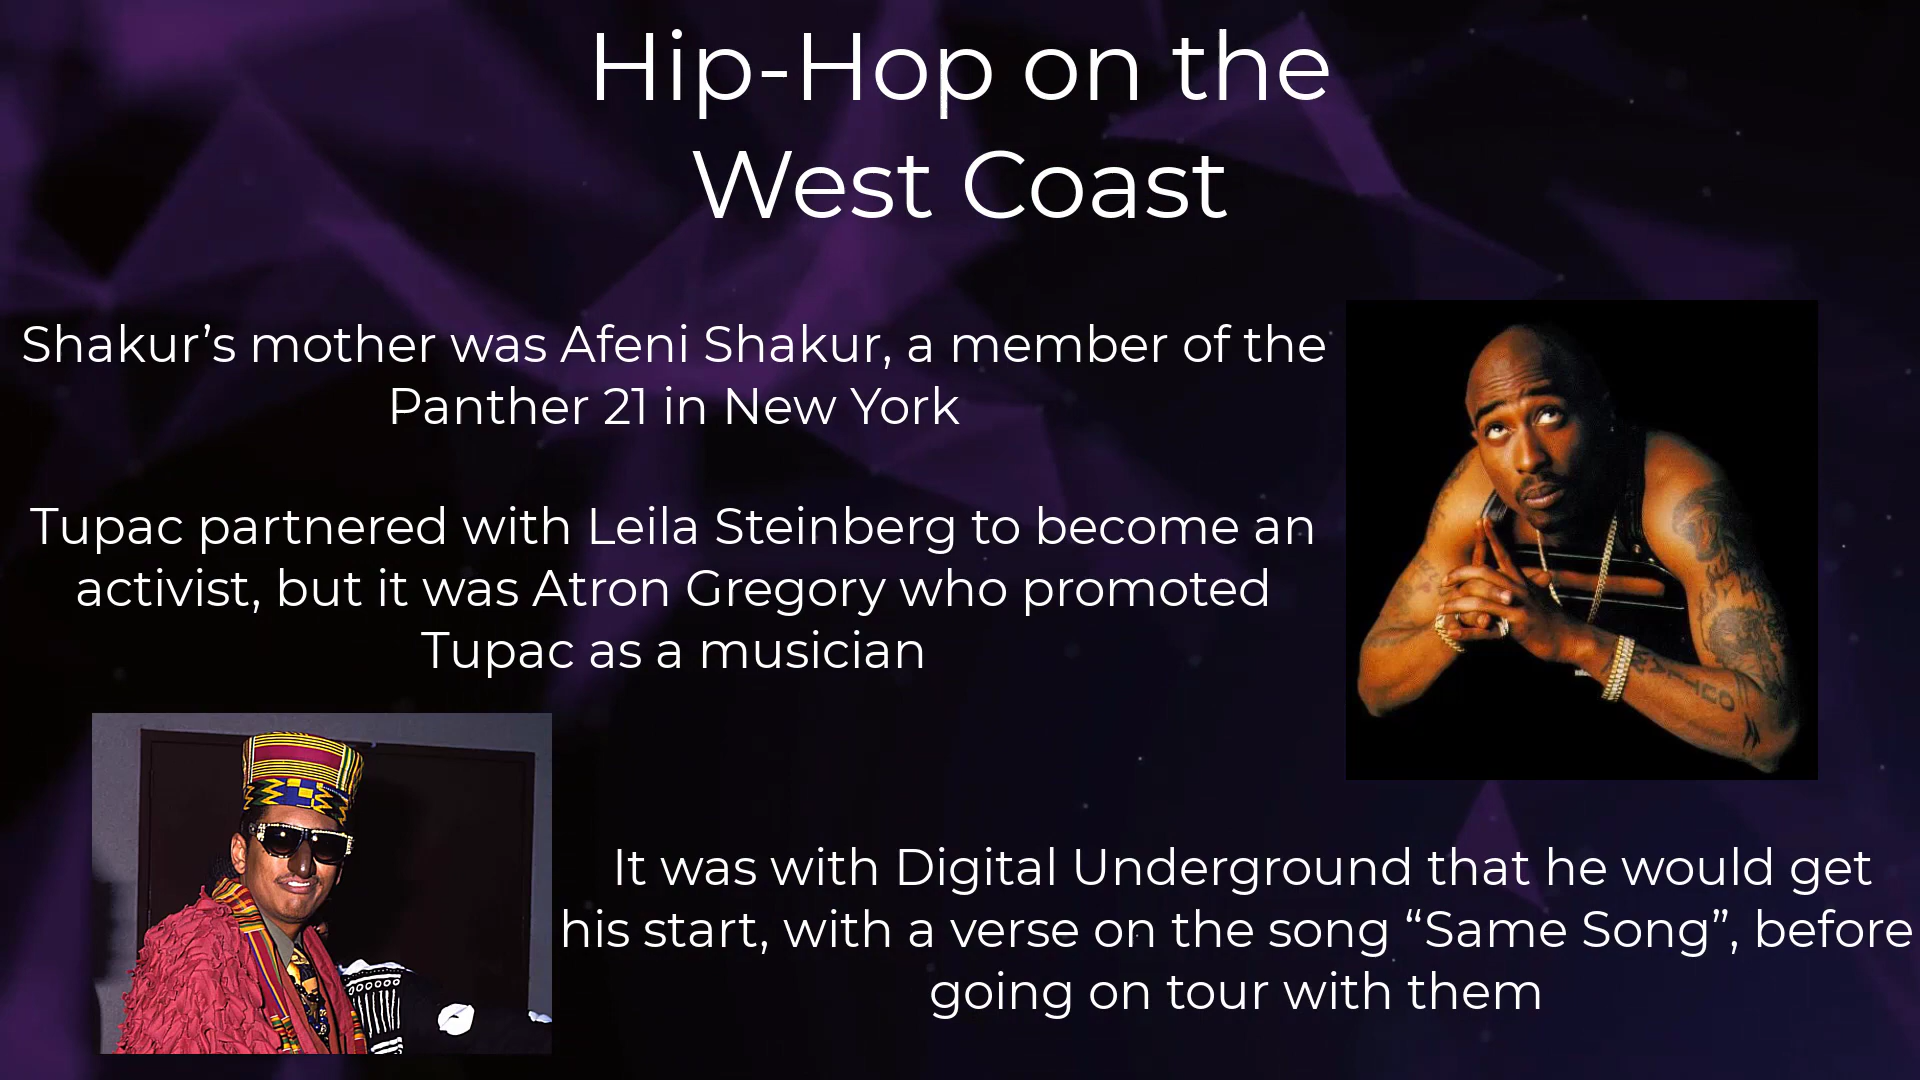 Hip-Hop on the
West Coast
Shakur’s mother was Afeni Shakur, a member of the
Panther 21 in New York
Tupac partnered with Leila Steinberg to become an
activist, but it was Atron Gregory who promoted
Tupac as a musician
It was with Digital Underground that he would get
his start, with a verse on the song “Same Song”, before
going on tour with them